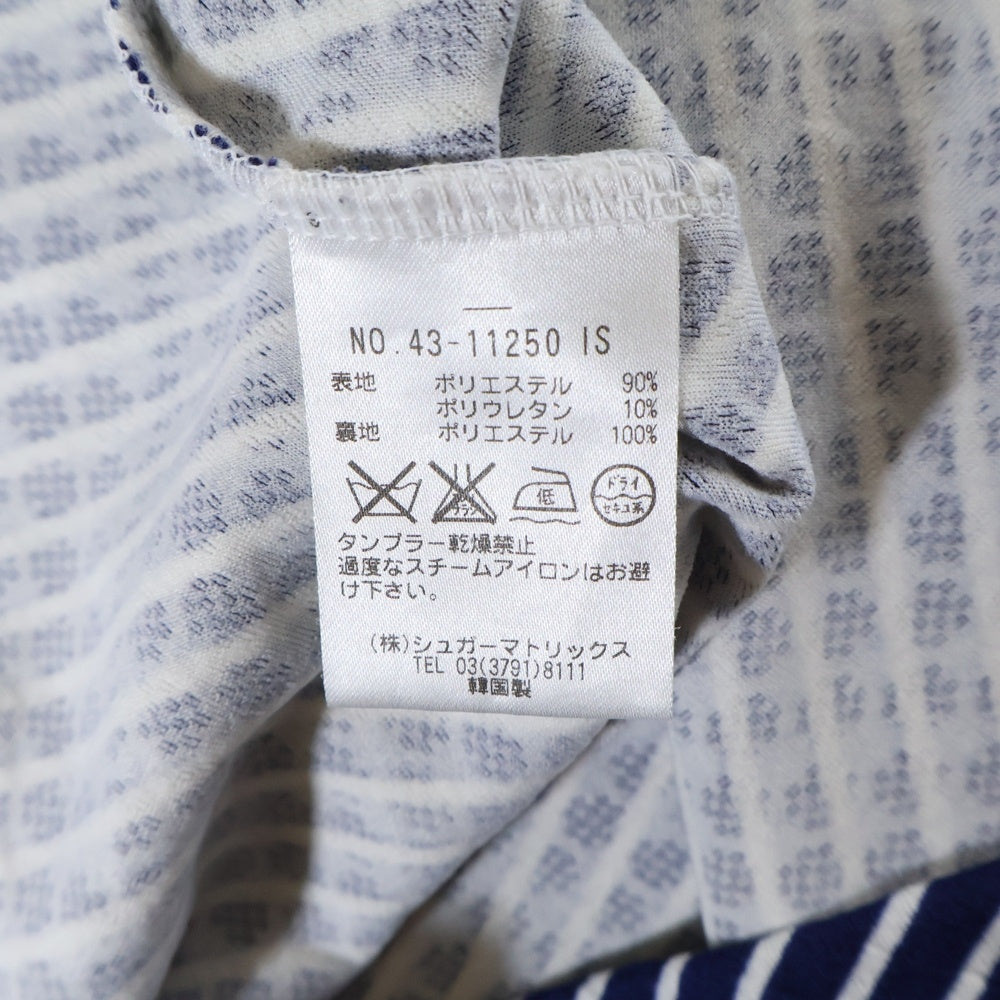 NO.43-11250 IS
表地 ポリエステル 90%
ポリウレタン 10%
裏地 ポリエステル 100%
低 ドライ
セキユ系
タンブラー乾燥禁止
過度なスチームアイロンはお避
け下さい。
(株)シュガーマトリックス
TEL 03(3791)8111
韓国製